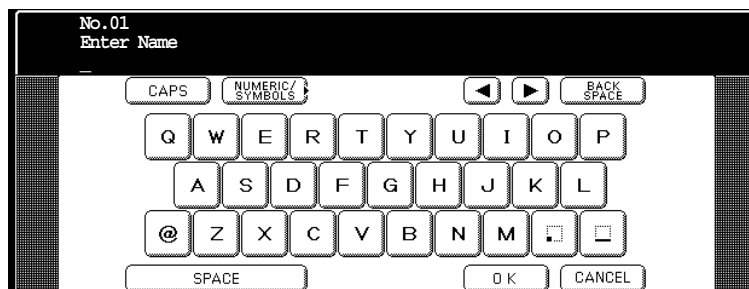 No.01
Enter Name
_
CAPS NUMERIC/SYMBOLS ◀ ▶ BACK SPACE
Q W E R T Y U I O P
A S D F G H J K L
@ Z X C V B N M . _
SPACE OK CANCEL